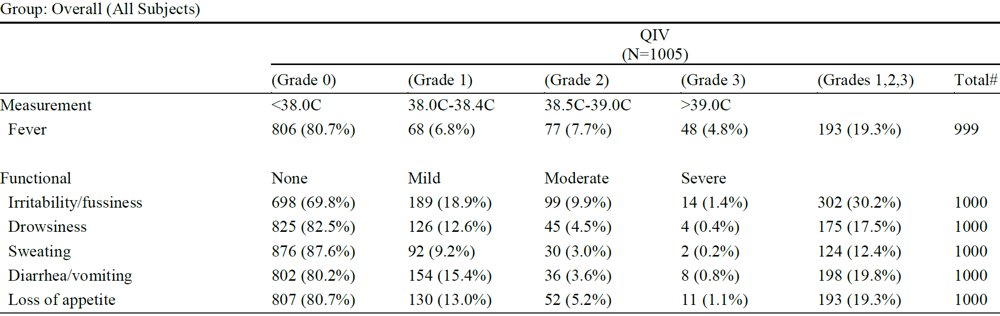 Group: Overall (All Subjects)
QIV
(N=1005)
(Grade 0) (Grade 1) (Grade 2) (Grade 3) (Grades 1,2,3) Total#
Measurement <38.0C 38.0C-38.4C 38.5C-39.0C >39.0C
Fever 806 (80.7%) 68 (6.8%) 77 (7.7%) 48 (4.8%) 193 (19.3%) 999
Functional None Mild Moderate Severe
Irritability/fussiness 698 (69.8%) 189 (18.9%) 99 (9.9%) 14 (1.4%) 302 (30.2%) 1000
Drowsiness 825 (82.5%) 126 (12.6%) 45 (4.5%) 4 (0.4%) 175 (17.5%) 1000
Sweating 876 (87.6%) 92 (9.2%) 30 (3.0%) 2 (0.2%) 124 (12.4%) 1000
Diarrhea/vomiting 802 (80.2%) 154 (15.4%) 36 (3.6%) 8 (0.8%) 198 (19.8%) 1000
Loss of appetite 807 (80.7%) 130 (13.0%) 52 (5.2%) 11 (1.1%) 193 (19.3%) 1000